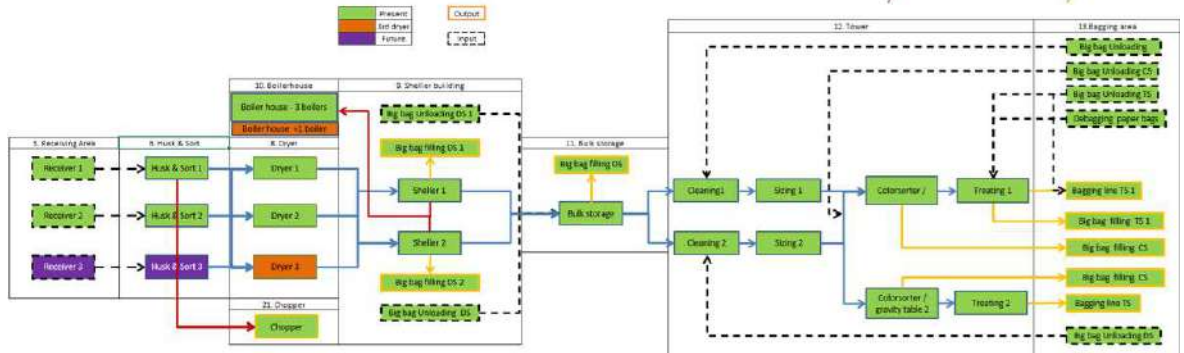 Present
Output
Bid dryer
Future
Input
12. Tower
13.Bagging area
10. Boilerhouse
9. Sheller building
Boiler house - 3 boilers
Boiler house +1 boiler
5. Receiving Area
6. Husk & Sort
8. Dryer
11. Bulk storage
Big bag Unloading
Big bag Unloading CS
Big bag Unloading TS
Debagging paper bags
Big bag Unloading DS 1
Big bag filling DS 1
Big bag filling DS
Receiver 1
Husk & Sort 1
Dryer 1
Sheller 1
Cleaning1
Sizing 1
Colorsorter /
Treating 1
Bagging line TS 1
Receiver 2
Husk & Sort 2
Dryer 2
Bulk storage
Big bag filling TS 1
Sheller 2
Cleaning 2
Sizing 2
Big bag filling CS
Receiver 3
Husk & Sort 3
Dryer 3
Big bag filling DS 2
Big bag filling CS
Colorsorter /
gravity table 2
Treating 2
Bagging line TS
21. Chopper
Big bag Unloading DS
Chopper
Big bag Unloading DS